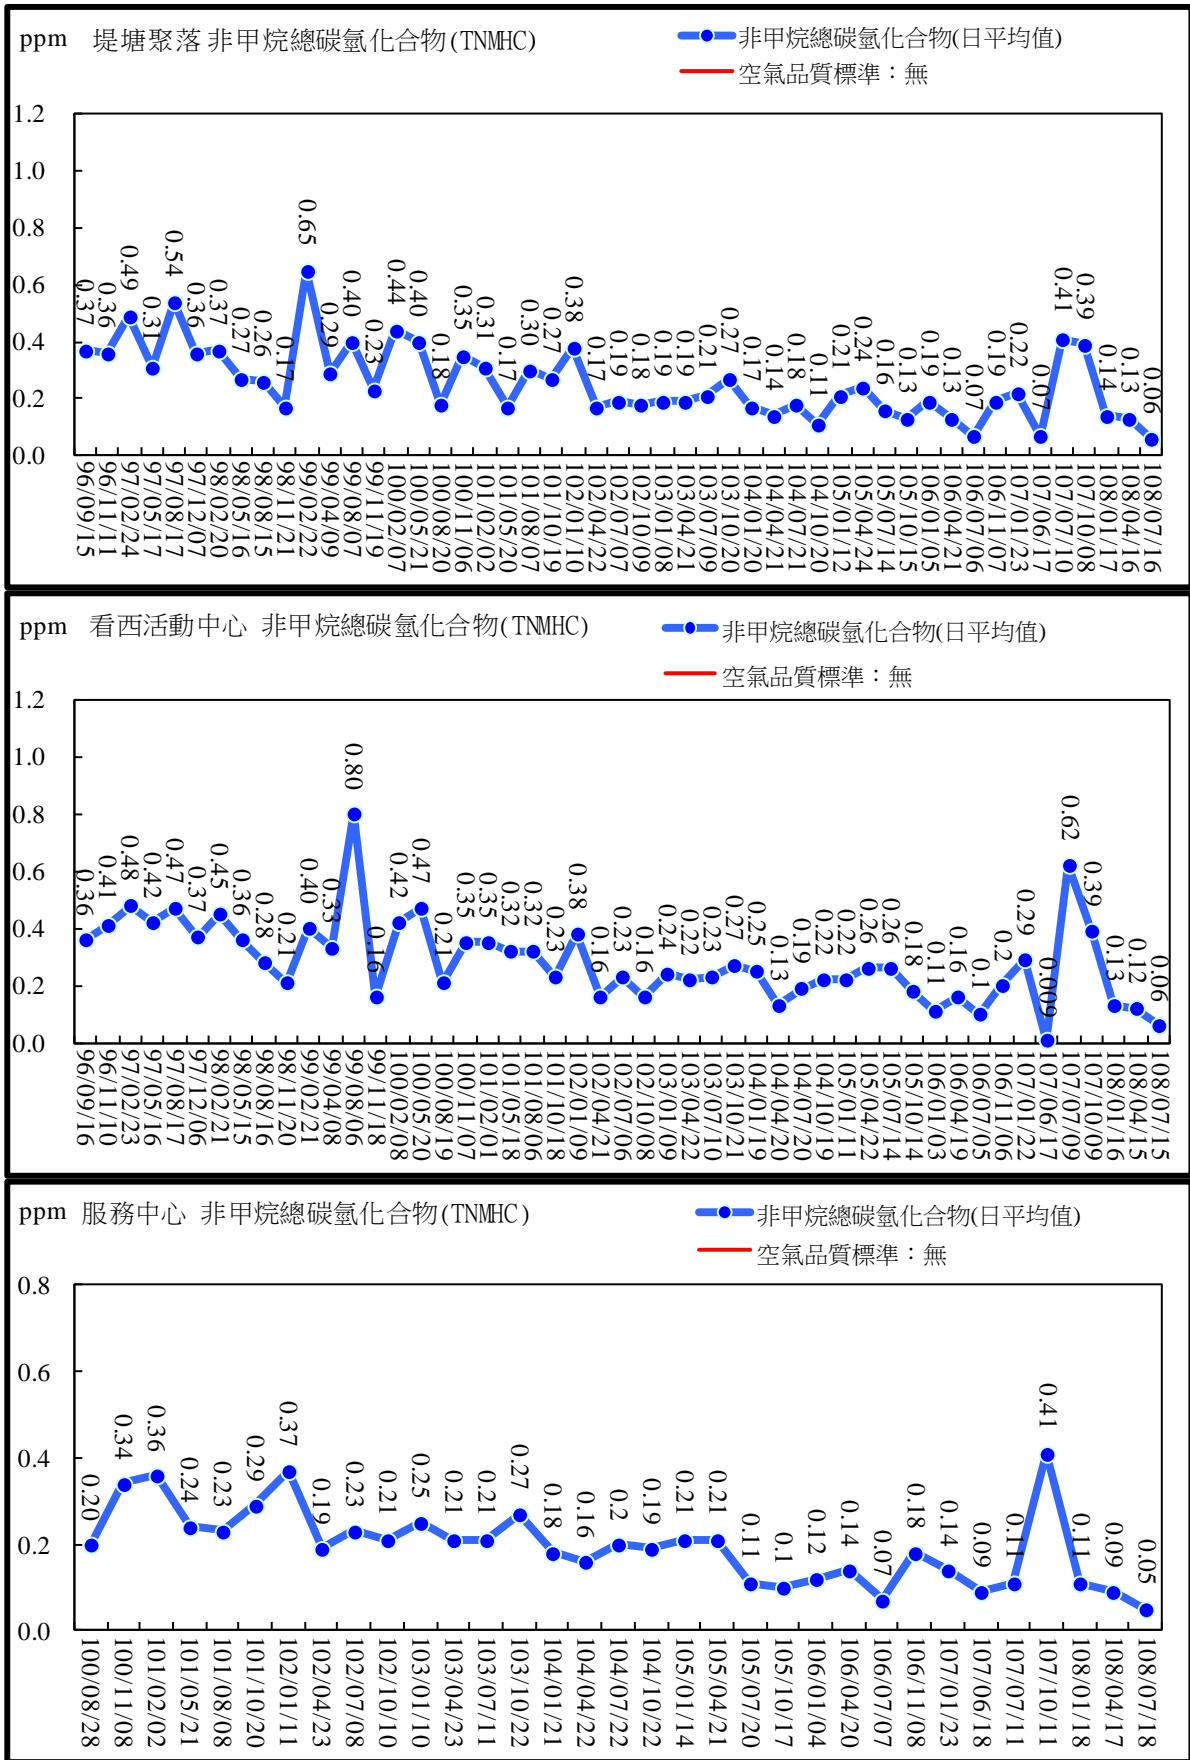 ppm 堤塘聚落 非甲烷總碳氫化合物(TNMHC)
非甲烷總碳氫化合物(日平均值)
空氣品質標準：無
1.2
1.0
0.8
0.6
0.4
0.2
0.0
0.37 0.36 0.49 0.31 0.54 0.36 0.37 0.27 0.26 0.17 0.65 0.29 0.40 0.23 0.44 0.40 0.18 0.35 0.31 0.17 0.30 0.27 0.38 0.17 0.19 0.18 0.19 0.19 0.21 0.27 0.17 0.14 0.18 0.11 0.21 0.24 0.16 0.13 0.19 0.13 0.07 0.19 0.22 0.07 0.41 0.39 0.14 0.13 0.06
96/09/15 96/11/11 97/02/24 97/05/17 97/08/17 97/12/07 98/02/20 98/05/16 98/08/15 98/11/21 99/02/22 99/04/09 99/08/07 99/11/19 100/02/07 100/05/21 100/08/20 100/11/06 101/02/02 101/05/20 101/08/07 101/10/19 102/01/10 102/04/22 102/07/07 102/10/09 103/01/08 103/04/21 103/07/09 103/10/20 104/01/20 104/04/21 104/07/21 104/10/20 105/01/12 105/04/24 105/07/14 105/10/15 106/01/05 106/04/21 106/07/06 106/11/07 107/01/23 107/06/17 107/07/10 107/10/08 108/01/17 108/04/16 108/07/16
ppm 看西活動中心 非甲烷總碳氫化合物(TNMHC)
非甲烷總碳氫化合物(日平均值)
空氣品質標準：無
1.2
1.0
0.8
0.6
0.4
0.2
0.0
0.36 0.41 0.48 0.42 0.47 0.37 0.45 0.36 0.28 0.21 0.40 0.33 0.80 0.16 0.42 0.47 0.21 0.35 0.35 0.32 0.32 0.23 0.38 0.16 0.23 0.16 0.24 0.22 0.23 0.27 0.25 0.13 0.19 0.22 0.22 0.26 0.26 0.18 0.11 0.16 0.1 0.2 0.29 0.009 0.62 0.39 0.13 0.12 0.06
96/09/16 96/11/10 97/02/23 97/05/16 97/08/17 97/12/06 98/02/21 98/05/15 98/08/16 98/11/20 99/02/21 99/04/08 99/08/06 99/11/18 100/02/08 100/05/20 100/08/19 100/11/07 101/02/01 101/05/18 101/08/06 101/10/18 102/01/09 102/04/21 102/07/06 102/10/08 103/01/09 103/04/22 103/07/10 103/10/21 104/01/19 104/04/20 104/07/20 104/10/19 105/01/11 105/04/22 105/07/14 105/10/14 106/01/03 106/04/19 106/07/05 106/11/06 107/01/22 107/06/17 107/07/09 107/10/09 108/01/16 108/04/15 108/07/15
ppm 服務中心 非甲烷總碳氫化合物(TNMHC)
非甲烷總碳氫化合物(日平均值)
空氣品質標準：無
0.8
0.6
0.4
0.2
0.0
0.20 0.34 0.36 0.24 0.23 0.29 0.37 0.19 0.23 0.21 0.25 0.21 0.21 0.27 0.18 0.16 0.2 0.19 0.21 0.21 0.11 0.1 0.12 0.14 0.07 0.18 0.14 0.09 0.11 0.41 0.11 0.09 0.05
100/08/28 100/11/08 101/02/02 101/05/21 101/08/08 101/10/20 102/01/11 102/04/23 102/07/08 102/10/10 103/01/10 103/04/23 103/07/11 103/10/22 104/01/21 104/04/22 104/07/22 104/10/22 105/01/14 105/04/21 105/07/20 105/10/17 106/01/04 106/04/20 106/07/07 106/11/08 107/01/23 107/06/18 107/07/11 107/10/11 108/01/18 108/04/17 108/07/18